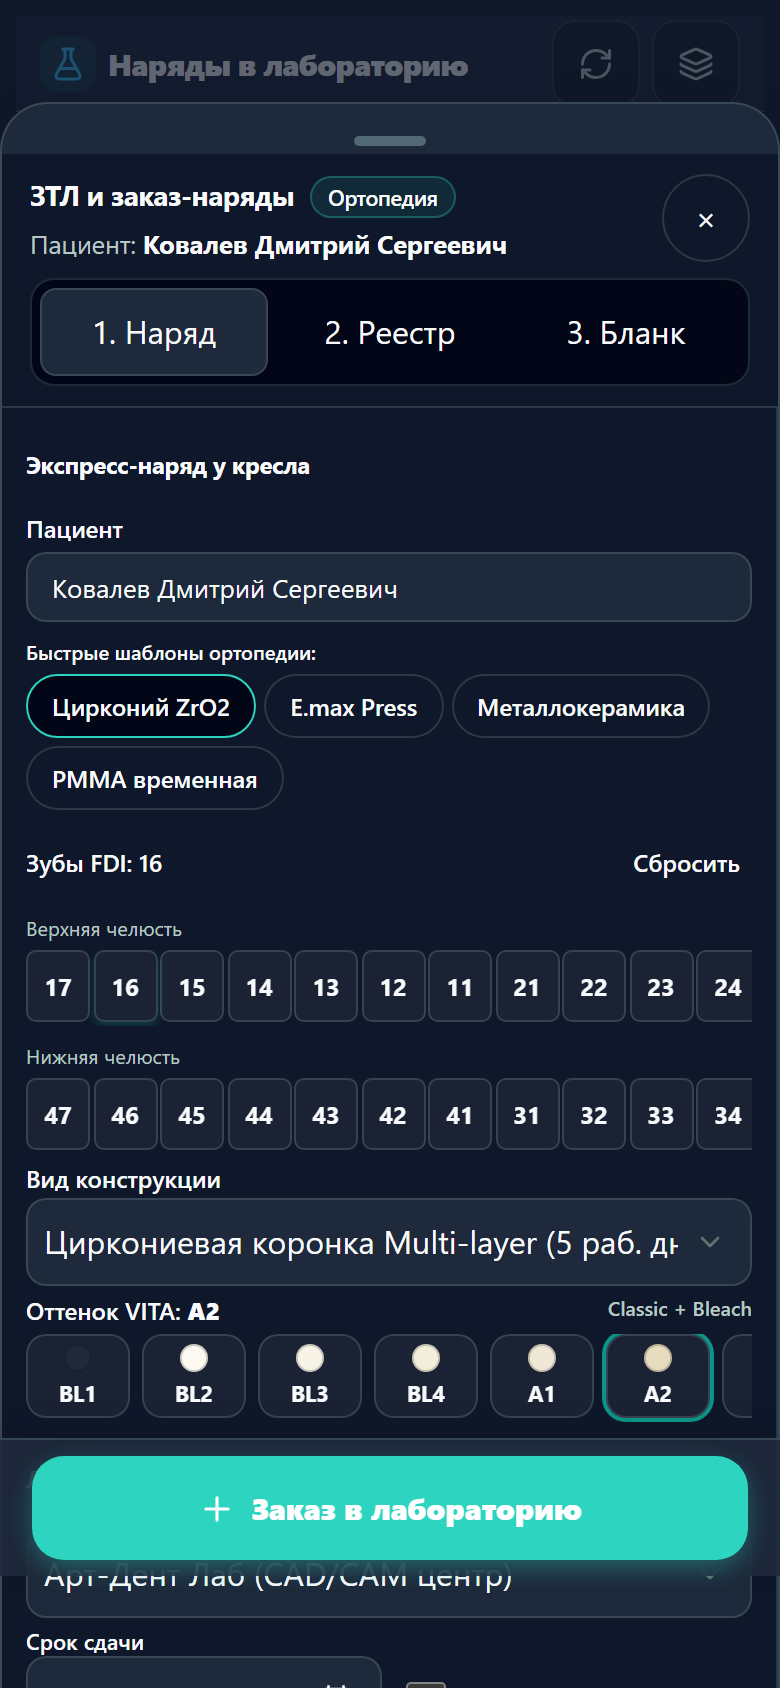 Наряды в лабораторию
ЗТЛ и заказ-наряды Ортопедия
Пациент: Ковалев Дмитрий Сергеевич
×
1. Наряд 2. Реестр 3. Бланк
Экспресс-наряд у кресла
Пациент
Ковалев Дмитрий Сергеевич
Быстрые шаблоны ортопедии:
Цирконий ZrO2 E.max Press Металлокерамика
PMMA временная
Зубы FDI: 16 Сбросить
Верхняя челюсть
17 16 15 14 13 12 11 21 22 23 24
Нижняя челюсть
47 46 45 44 43 42 41 31 32 33 34
Вид конструкции
Циркониевая коронка Multi-layer (5 раб. дн
Оттенок VITA: A2 Classic + Bleach
BL1 BL2 BL3 BL4 A1 A2
Заказ в лабораторию
Арт-Дент Лаб (CAD/CAM центр)
Срок сдачи